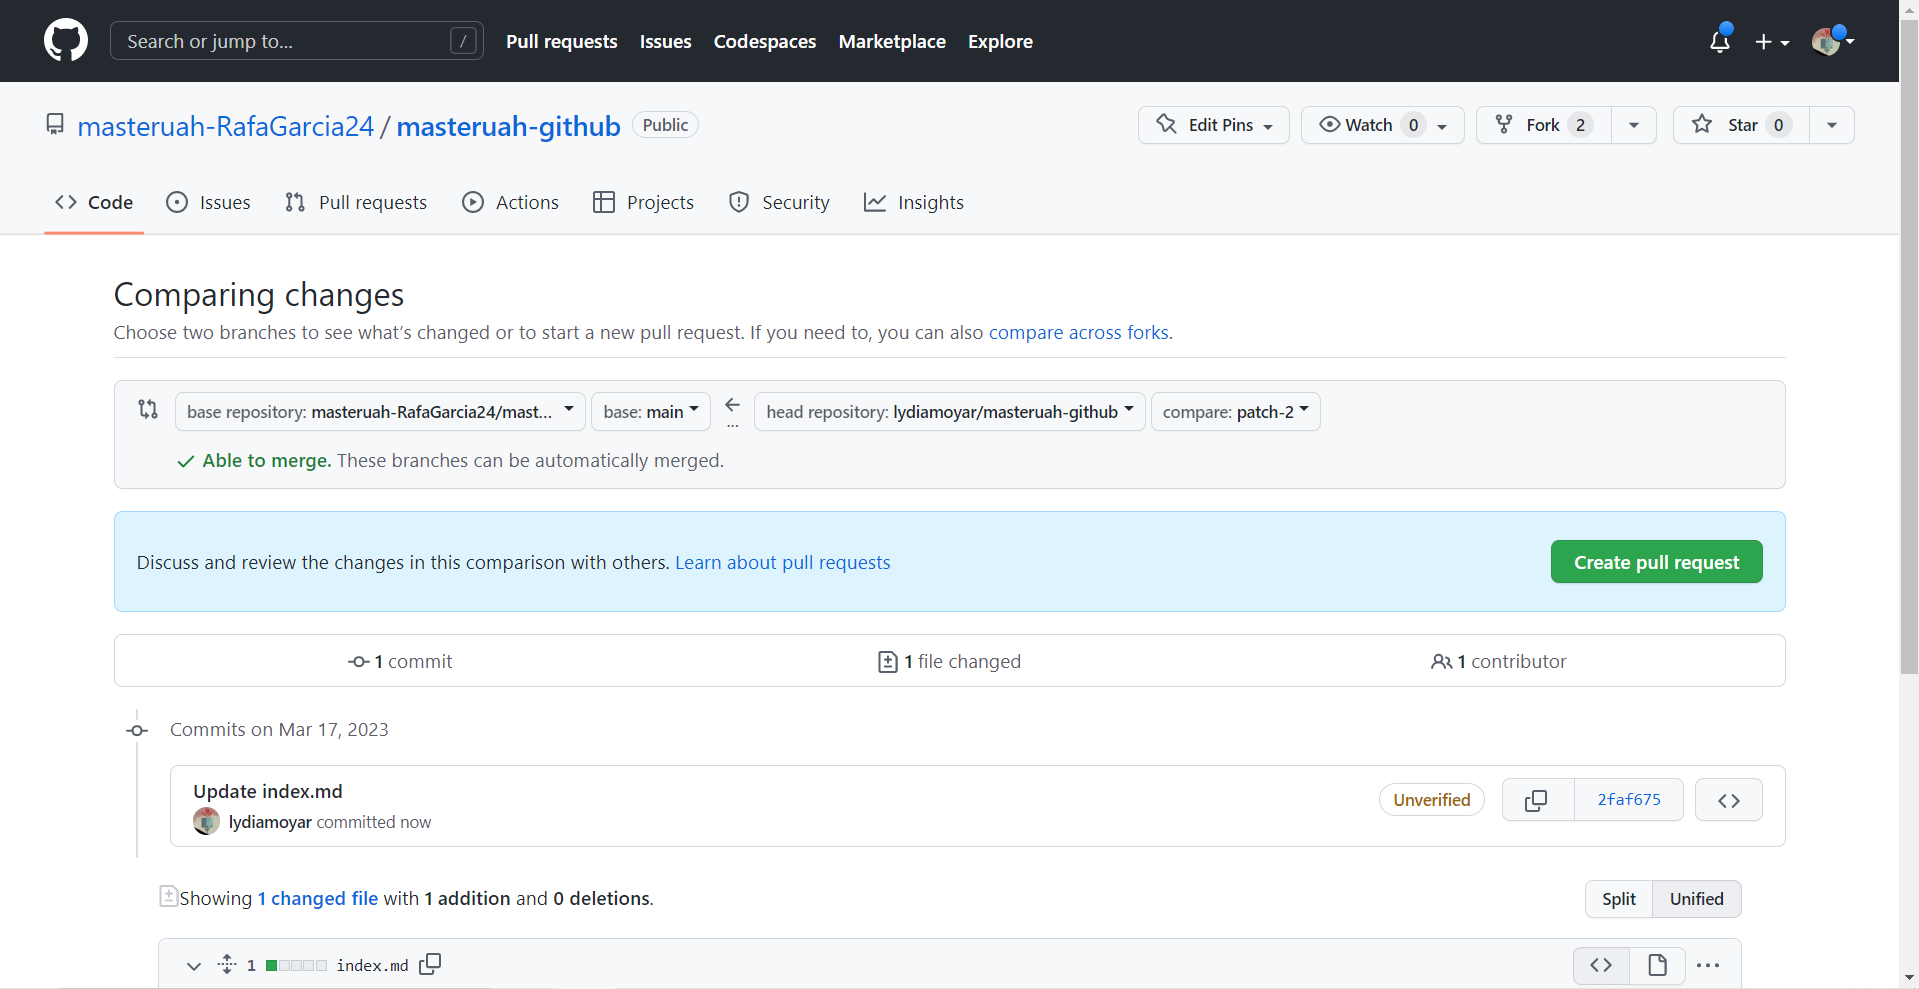 Search or jump to... / Pull requests Issues Codespaces Marketplace Explore
masteruah-RafaGarcia24 / masteruah-github Public Edit Pins Watch 0 Fork 2 Star 0
Code Issues Pull requests Actions Projects Security Insights
Comparing changes
Choose two branches to see what's changed or to start a new pull request. If you need to, you can also compare across forks.
base repository: masteruah-RafaGarcia24/mast... base: main ... head repository: lydiamoyar/masteruah-github compare: patch-2
Able to merge. These branches can be automatically merged.
Discuss and review the changes in this comparison with others. Learn about pull requests Create pull request
1 commit 1 file changed 1 contributor
Commits on Mar 17, 2023
Update index.md
lydiamoyar committed now Unverified 2faf675
Showing 1 changed file with 1 addition and 0 deletions. Split Unified
1 index.md